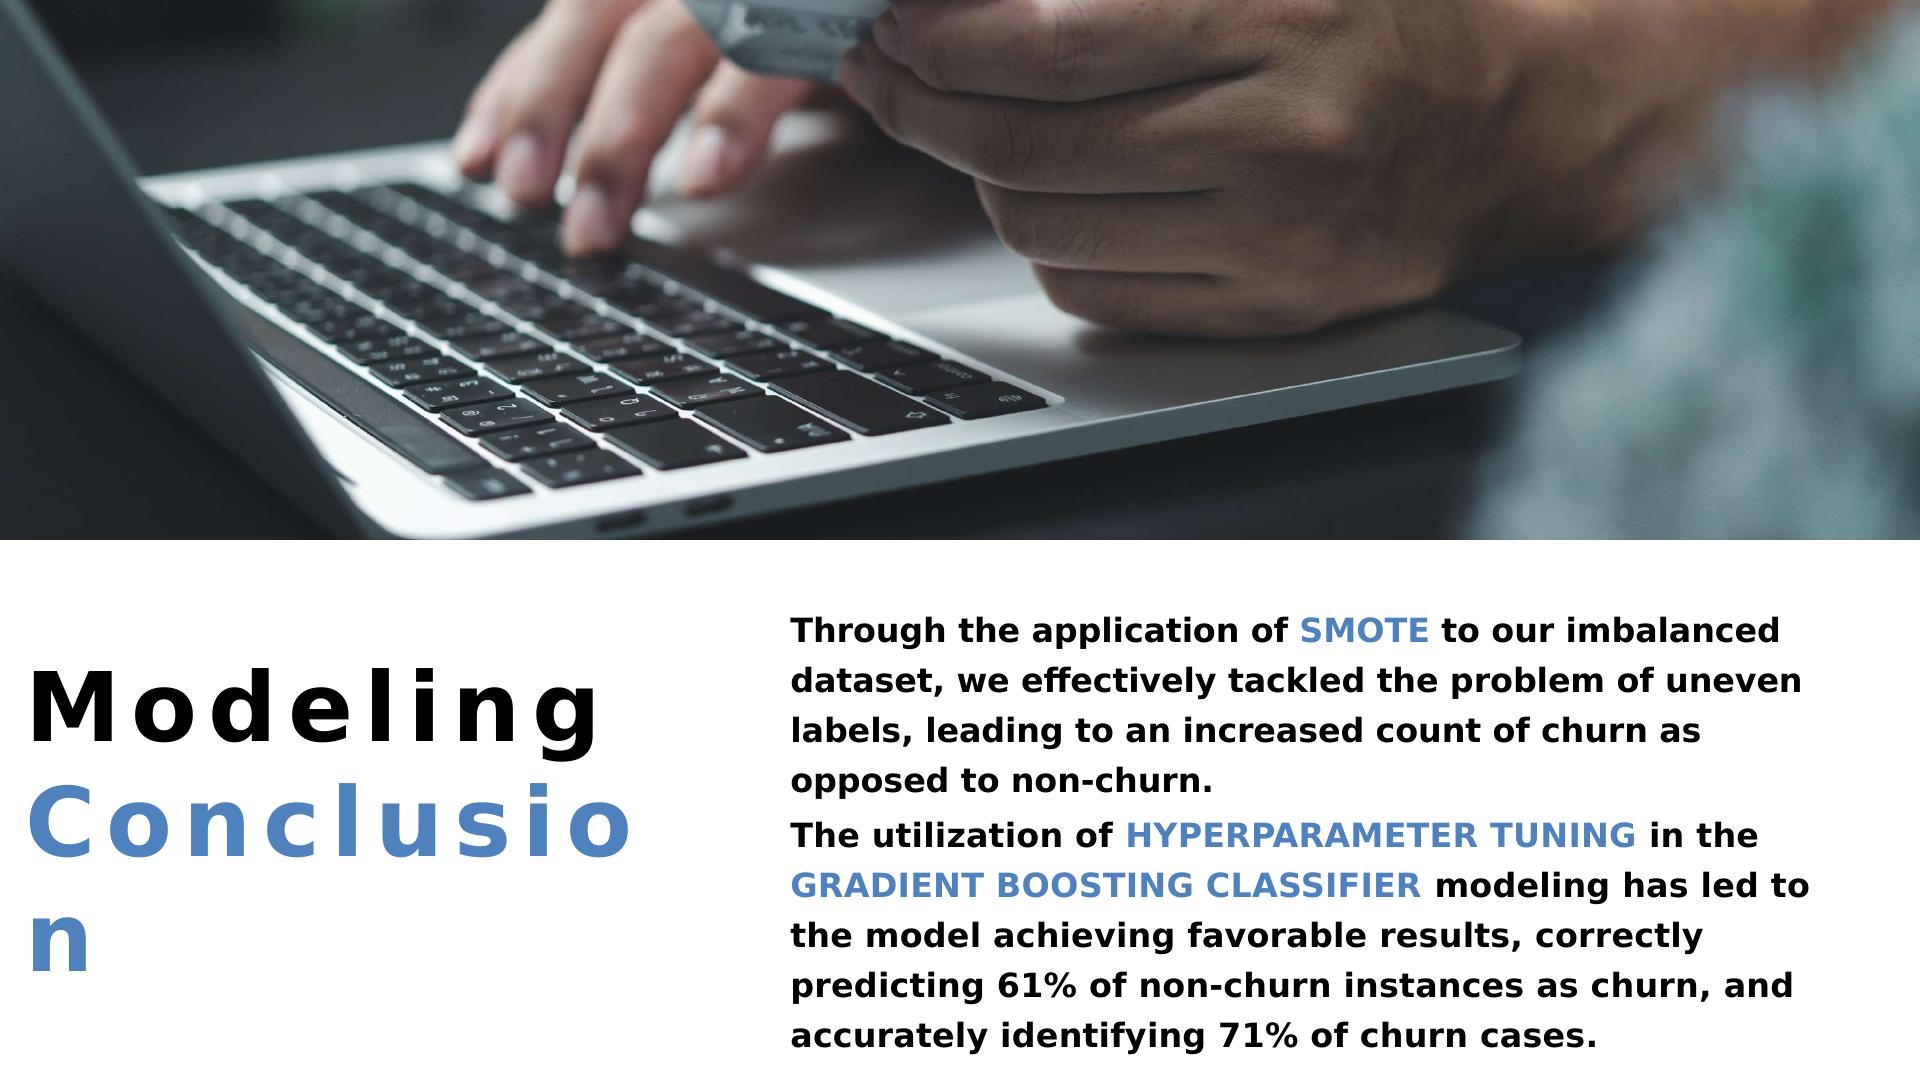 Modeling
Conclusio
n
Through the application of SMOTE to our imbalanced
dataset, we effectively tackled the problem of uneven
labels, leading to an increased count of churn as
opposed to non-churn.
The utilization of HYPERPARAMETER TUNING in the
GRADIENT BOOSTING CLASSIFIER modeling has led to
the model achieving favorable results, correctly
predicting 61% of non-churn instances as churn, and
accurately identifying 71% of churn cases.